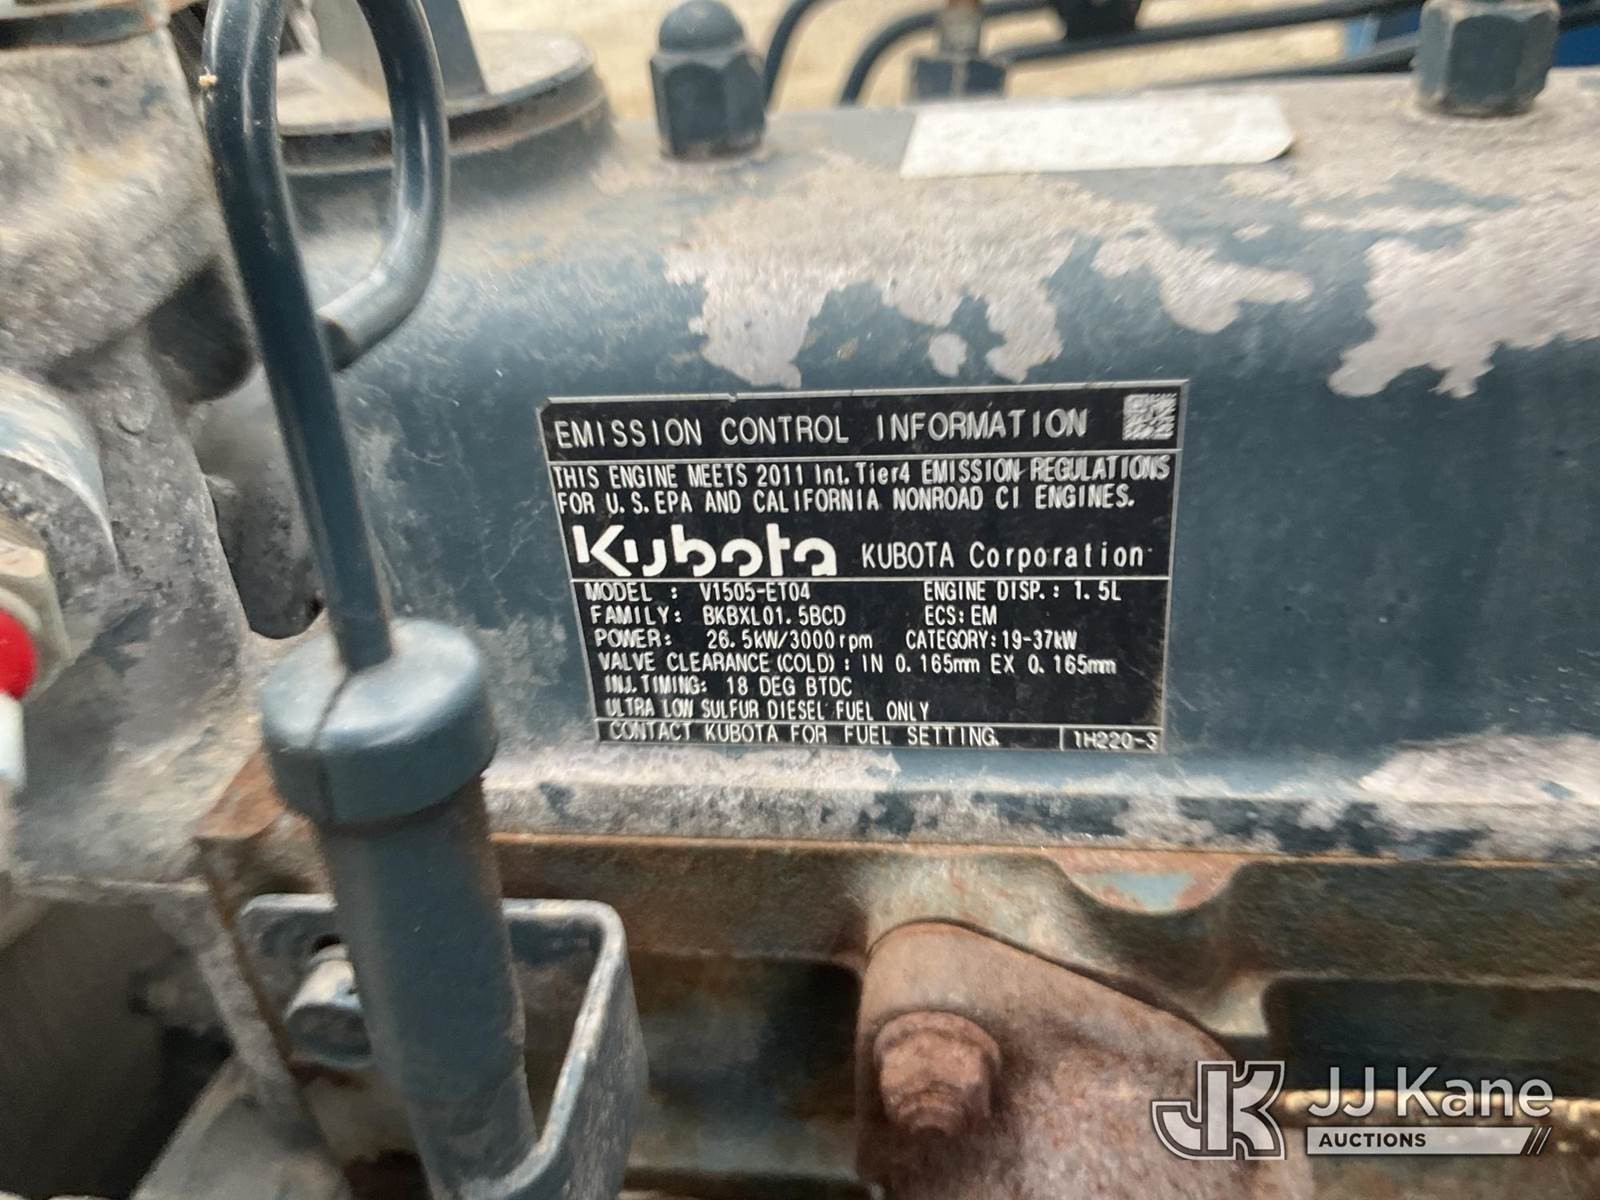 EMISSION CONTROL INFORMATION
THIS ENGINE MEETS 2011 Int. Tier4 EMISSION REGULATIONS
FOR U.S.EPA AND CALIFORNIA NONROAD CI ENGINES.
Kubota KUBOTA Corporation
MODEL : V1505-ET04 ENGINE DISP.: 1.5L
FAMILY: BKBXL01.5BCD ECS:EM
POWER: 26.5kW/3000rpm CATEGORY:19-37kW
VALVE CLEARANCE(COLD): IN 0.165mm EX 0.165mm
INJ.TIMING: 18 DEG BTDC
ULTRA LOW SULFUR DIESEL FUEL ONLY
CONTACT KUBOTA FOR FUEL SETTING. 1H220-3
JK JJ Kane
AUCTIONS